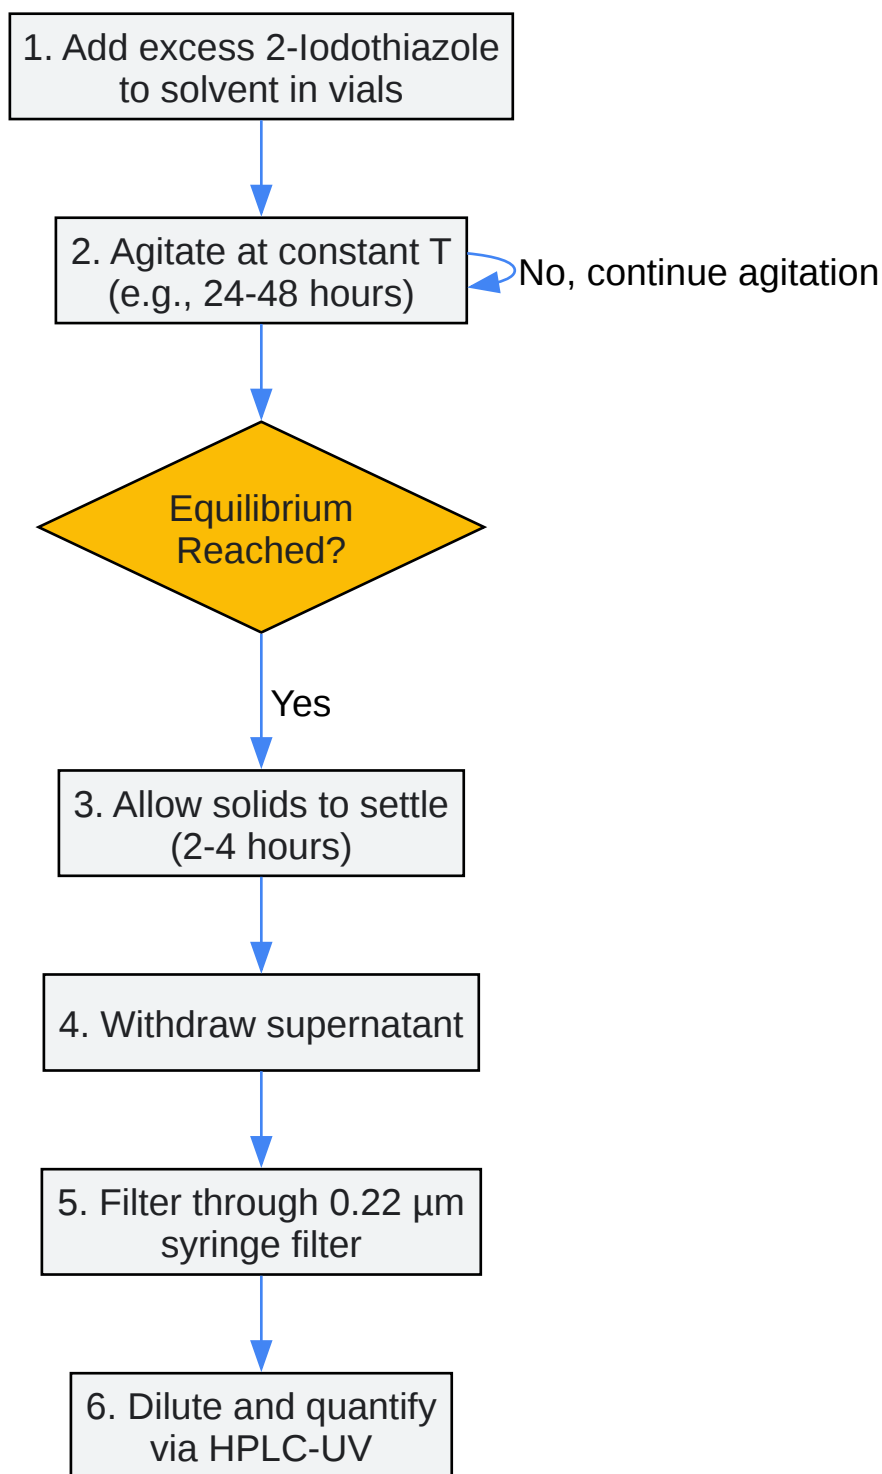 1. Add excess 2-Iodothiazole
to solvent in vials
2. Agitate at constant T
(e.g., 24-48 hours)
No, continue agitation
Equilibrium
Reached?
Yes
3. Allow solids to settle
(2-4 hours)
4. Withdraw supernatant
5. Filter through 0.22 µm
syringe filter
6. Dilute and quantify
via HPLC-UV